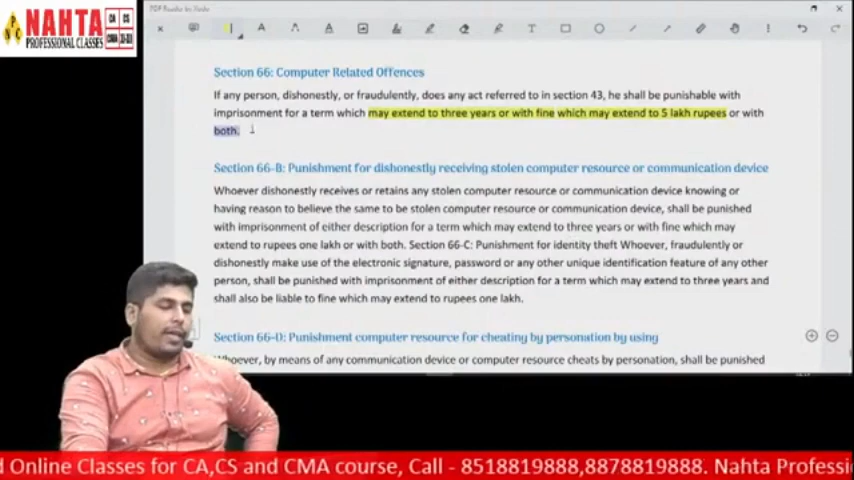 NAHTA
PROFESSIONAL CLASSES
CA
CS
CMA
PDF Reader by Xodo
Section 66: Computer Related Offences
If any person, dishonestly, or fraudulently, does any act referred to in section 43, he shall be punishable with
imprisonment for a term which may extend to three years or with fine which may extend to 5 lakh rupees or with
both.
Section 66-B: Punishment for dishonestly receiving stolen computer resource or communication device
Whoever dishonestly receives or retains any stolen computer resource or communication device knowing or
having reason to believe the same to be stolen computer resource or communication device, shall be punished
with imprisonment of either description for a term which may extend to three years or with fine which may
extend to rupees one lakh or with both. Section 66-C: Punishment for identity theft Whoever, fraudulently or
dishonestly make use of the electronic signature, password or any other unique identification feature of any other
person, shall be punished with imprisonment of either description for a term which may extend to three years and
shall also be liable to fine which may extend to rupees one lakh.
Section 66-D: Punishment computer resource for cheating by personation by using
Whoever, by means of any communication device or computer resource cheats by personation, shall be punished
d Online Classes for CA,CS and CMA course, Call - 8518819888,8878819888. Nahta Professio